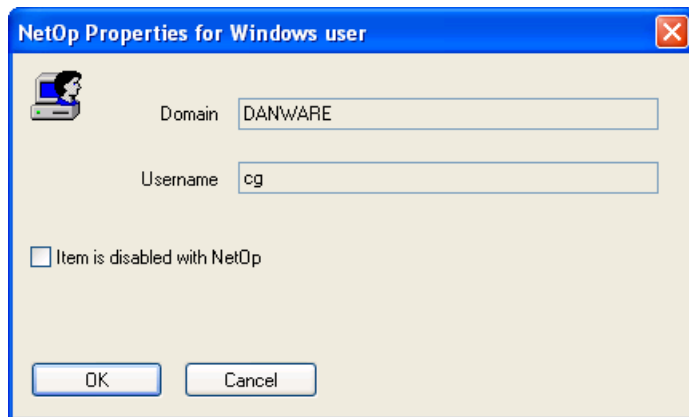 NetOp Properties for Windows user
Domain DANWARE
Username cg
Item is disabled with NetOp
OK Cancel